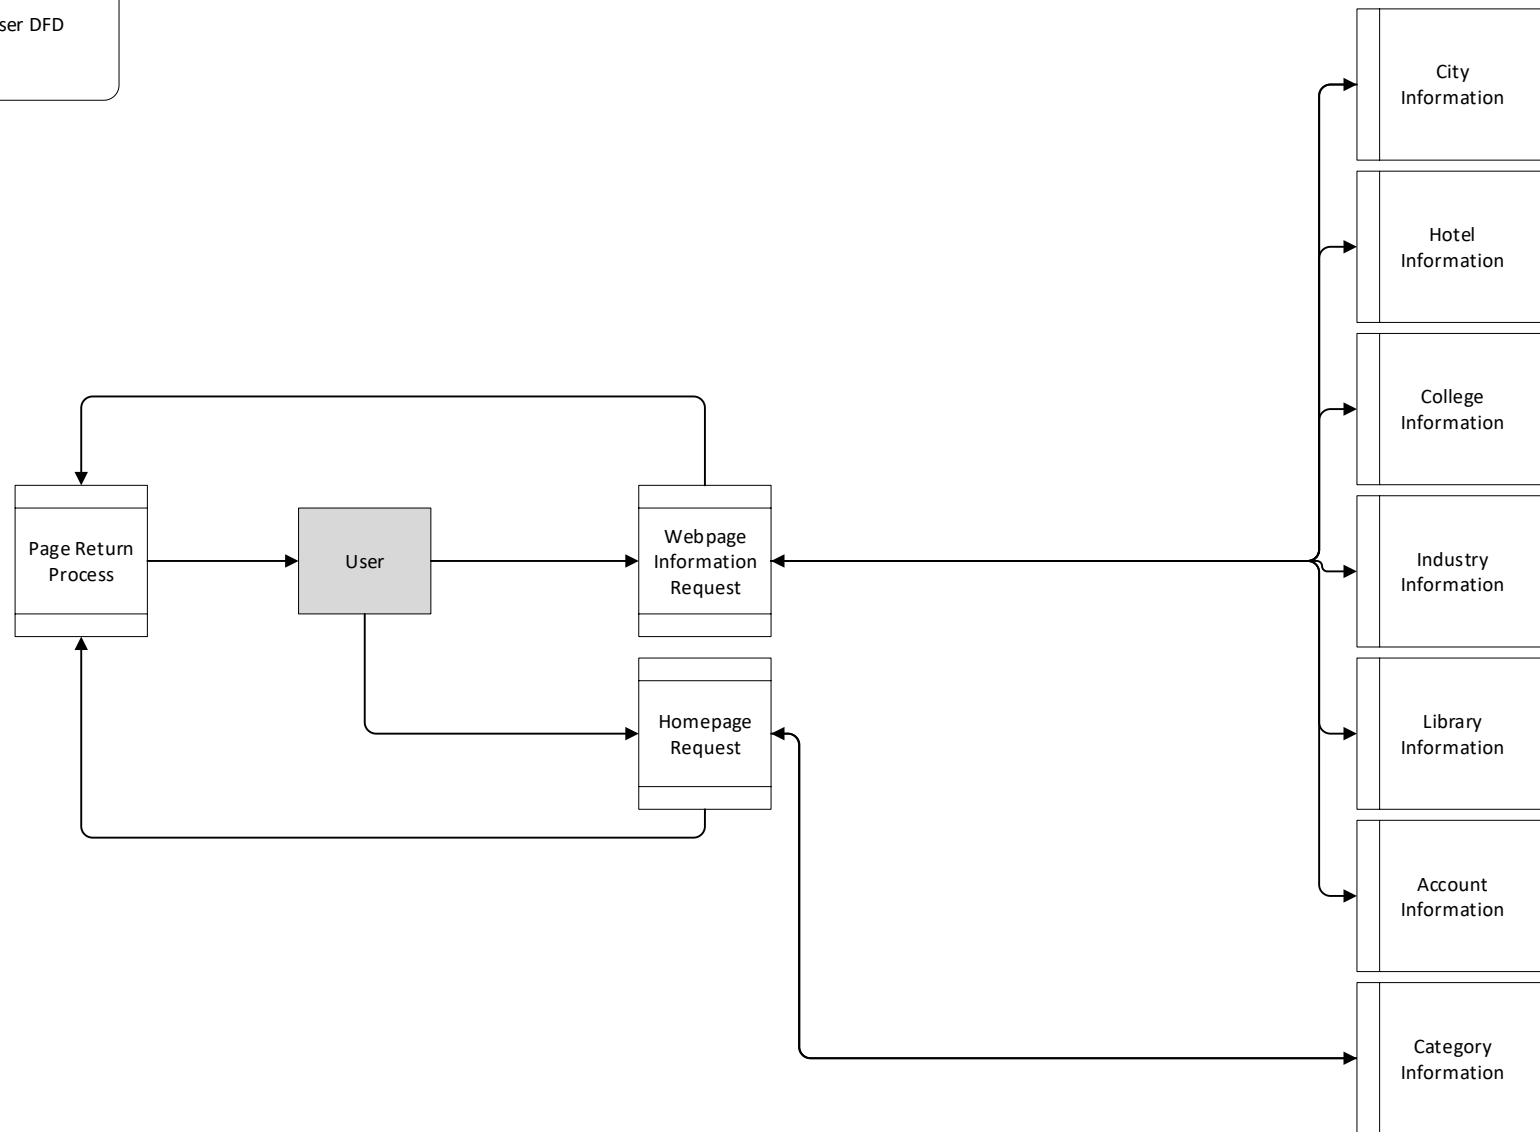 ser DFD
City
Information
Hotel
Information
College
Information
Page Return
Process
User
Webpage
Information
Request
Industry
Information
Homepage
Request
Library
Information
Account
Information
Category
Information